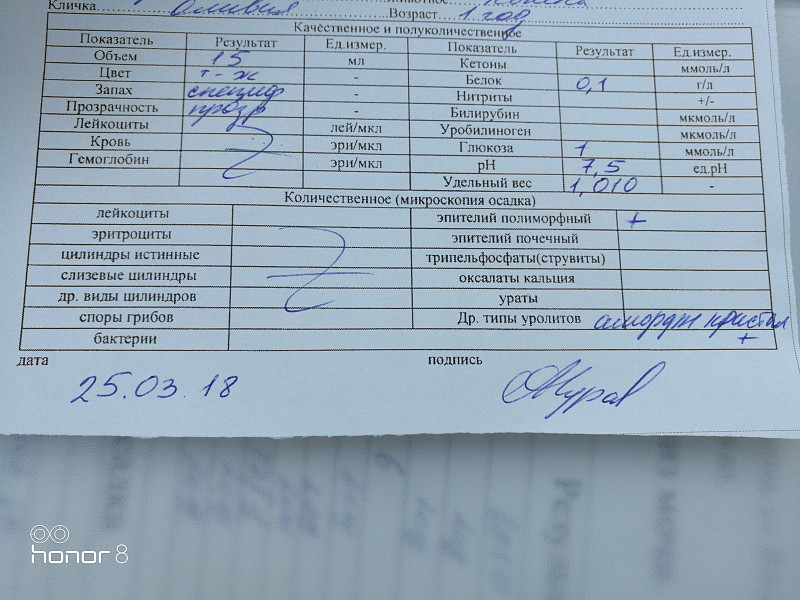 Кличка Оливия
Возраст 1 год
Качественное и полуколичественное
Показатель Результат Ед.измер. Показатель Результат Ед.измер.
Объем 15 мл Кетоны ммоль/л
Цвет т-ж - Белок 0,1 г/л
Запах специф - Нитриты +/-
Прозрачность прозр - Билирубин мкмоль/л
Лейкоциты лей/мкл Уробилиноген мкмоль/л
Кровь эри/мкл Глюкоза 1 ммоль/л
Гемоглобин эри/мкл pH 7,5 ед.pH
Удельный вес 1,010 -
Количественное (микроскопия осадка)
лейкоциты эпителий полиморфный +
эритроциты эпителий почечный
цилиндры истинные трипельфосфаты(струвиты)
слизевые цилиндры оксалаты кальция
др. виды цилиндров ураты
споры грибов Др. типы уролитов аморфн кристал
бактерии +
дата подпись
25.03.18
honor 8